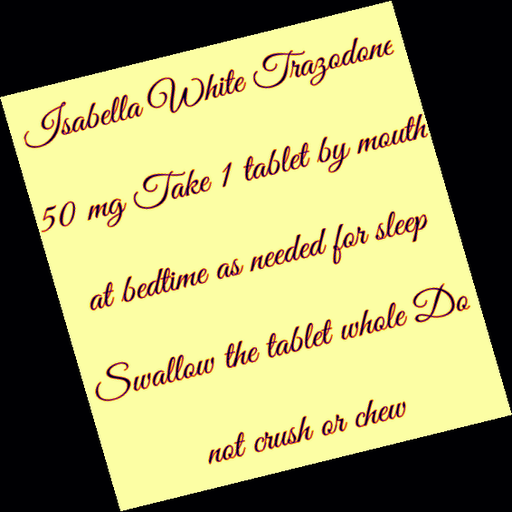 Isabella White Trazodone
50 mg Take 1 tablet by mouth
at bedtime as needed for sleep
Swallow the tablet whole Do
not crush or chew